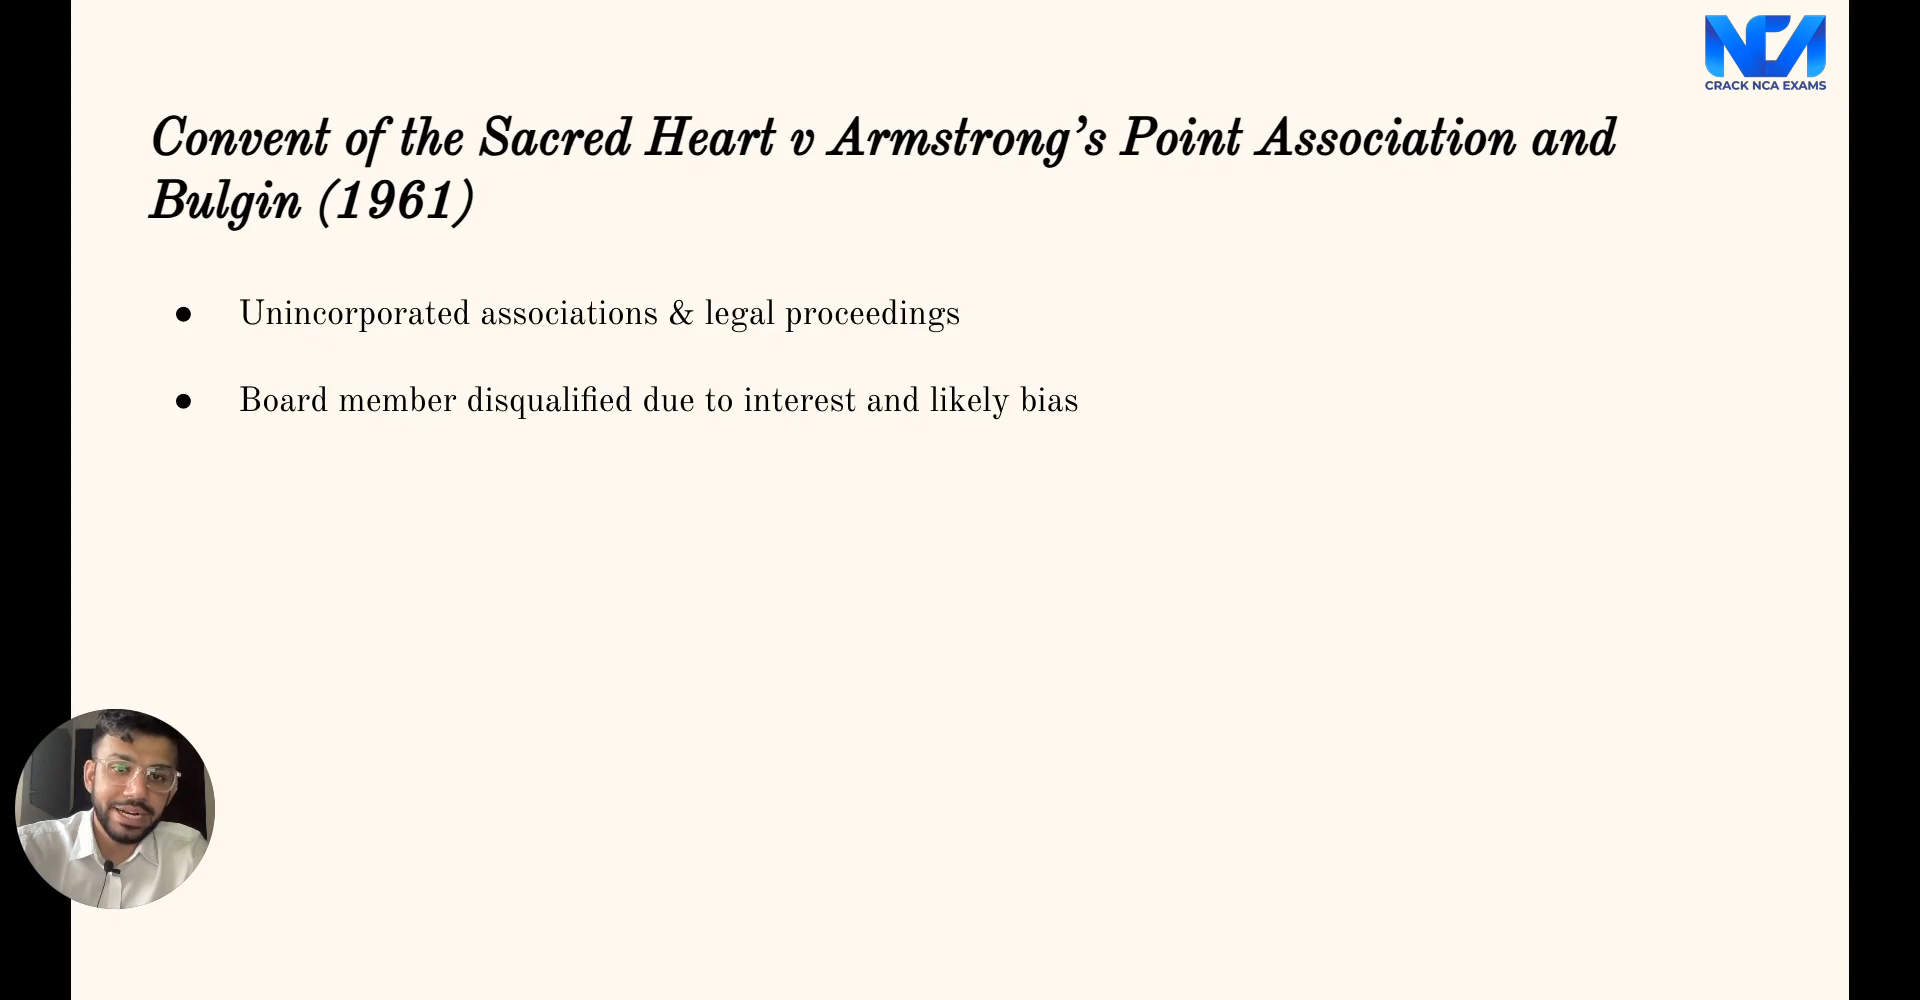 NCA
CRACK NCA EXAMS
Convent of the Sacred Heart v Armstrong’s Point Association and
Bulgin (1961)
● Unincorporated associations & legal proceedings
● Board member disqualified due to interest and likely bias